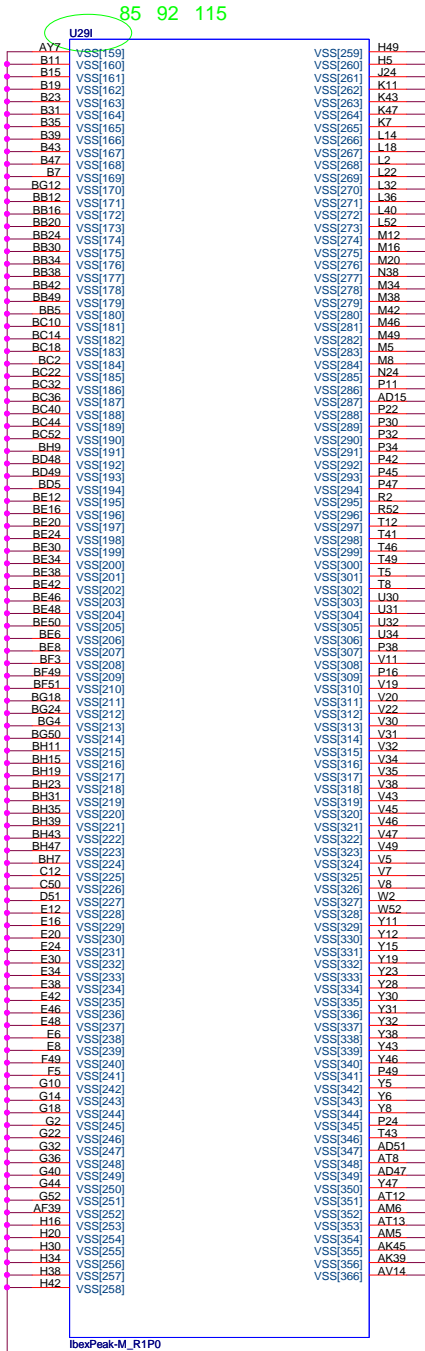 85 92 115
U29I
AY7 VSS[159]
B11 VSS[160]
B15 VSS[161]
B19 VSS[162]
B23 VSS[163]
B31 VSS[164]
B35 VSS[165]
B39 VSS[166]
B43 VSS[167]
B47 VSS[168]
B7 VSS[169]
BG12 VSS[170]
BB12 VSS[171]
BB16 VSS[172]
BB20 VSS[173]
BB24 VSS[174]
BB30 VSS[175]
BB34 VSS[176]
BB38 VSS[177]
BB42 VSS[178]
BB49 VSS[179]
BB5 VSS[180]
BC10 VSS[181]
BC14 VSS[182]
BC18 VSS[183]
BC2 VSS[184]
BC22 VSS[185]
BC32 VSS[186]
BC36 VSS[187]
BC40 VSS[188]
BC44 VSS[189]
BC52 VSS[190]
BH9 VSS[191]
BD48 VSS[192]
BD49 VSS[193]
BD5 VSS[194]
BE12 VSS[195]
BE16 VSS[196]
BE20 VSS[197]
BE24 VSS[198]
BE30 VSS[199]
BE34 VSS[200]
BE38 VSS[201]
BE42 VSS[202]
BE46 VSS[203]
BE48 VSS[204]
BE50 VSS[205]
BE6 VSS[206]
BE8 VSS[207]
BF3 VSS[208]
BF49 VSS[209]
BF51 VSS[210]
BG18 VSS[211]
BG24 VSS[212]
BG4 VSS[213]
BG50 VSS[214]
BH11 VSS[215]
BH15 VSS[216]
BH19 VSS[217]
BH23 VSS[218]
BH31 VSS[219]
BH35 VSS[220]
BH39 VSS[221]
BH43 VSS[222]
BH47 VSS[223]
BH7 VSS[224]
C12 VSS[225]
C50 VSS[226]
D51 VSS[227]
E12 VSS[228]
E16 VSS[229]
E20 VSS[230]
E24 VSS[231]
E30 VSS[232]
E34 VSS[233]
E38 VSS[234]
E42 VSS[235]
E46 VSS[236]
E48 VSS[237]
E6 VSS[238]
E8 VSS[239]
F49 VSS[240]
F5 VSS[241]
G10 VSS[242]
G14 VSS[243]
G18 VSS[244]
G2 VSS[245]
G22 VSS[246]
G32 VSS[247]
G36 VSS[248]
G40 VSS[249]
G44 VSS[250]
G52 VSS[251]
AF39 VSS[252]
H16 VSS[253]
H20 VSS[254]
H30 VSS[255]
H34 VSS[256]
H38 VSS[257]
H42 VSS[258]
VSS[259] H49
VSS[260] H5
VSS[261] J24
VSS[262] K11
VSS[263] K43
VSS[264] K47
VSS[265] K7
VSS[266] L14
VSS[267] L18
VSS[268] L2
VSS[269] L22
VSS[270] L32
VSS[271] L36
VSS[272] L40
VSS[273] L52
VSS[274] M12
VSS[275] M16
VSS[276] M20
VSS[277] N38
VSS[278] M34
VSS[279] M38
VSS[280] M42
VSS[281] M46
VSS[282] M49
VSS[283] M5
VSS[284] M8
VSS[285] N24
VSS[286] P11
VSS[287] AD15
VSS[288] P22
VSS[289] P30
VSS[290] P32
VSS[291] P34
VSS[292] P42
VSS[293] P45
VSS[294] P47
VSS[295] R2
VSS[296] R52
VSS[297] T12
VSS[298] T41
VSS[299] T46
VSS[300] T49
VSS[301] T5
VSS[302] T8
VSS[303] U30
VSS[304] U31
VSS[305] U32
VSS[306] U34
VSS[307] P38
VSS[308] V11
VSS[309] P16
VSS[310] V19
VSS[311] V20
VSS[312] V22
VSS[313] V30
VSS[314] V31
VSS[315] V32
VSS[316] V34
VSS[317] V35
VSS[318] V38
VSS[319] V43
VSS[320] V45
VSS[321] V46
VSS[322] V47
VSS[323] V49
VSS[324] V5
VSS[325] V7
VSS[326] V8
VSS[327] W2
VSS[328] W52
VSS[329] Y11
VSS[330] Y12
VSS[331] Y15
VSS[332] Y19
VSS[333] Y23
VSS[334] Y28
VSS[335] Y30
VSS[336] Y31
VSS[337] Y32
VSS[338] Y38
VSS[339] Y43
VSS[340] Y46
VSS[341] P49
VSS[342] Y5
VSS[343] Y6
VSS[344] Y8
VSS[345] P24
VSS[346] T43
VSS[347] AD51
VSS[348] AT8
VSS[349] AD47
VSS[350] Y47
VSS[351] AT12
VSS[352] AM6
VSS[353] AT13
VSS[354] AM5
VSS[355] AK45
VSS[356] AK39
VSS[366] AV14
IbexPeak-M_R1P0